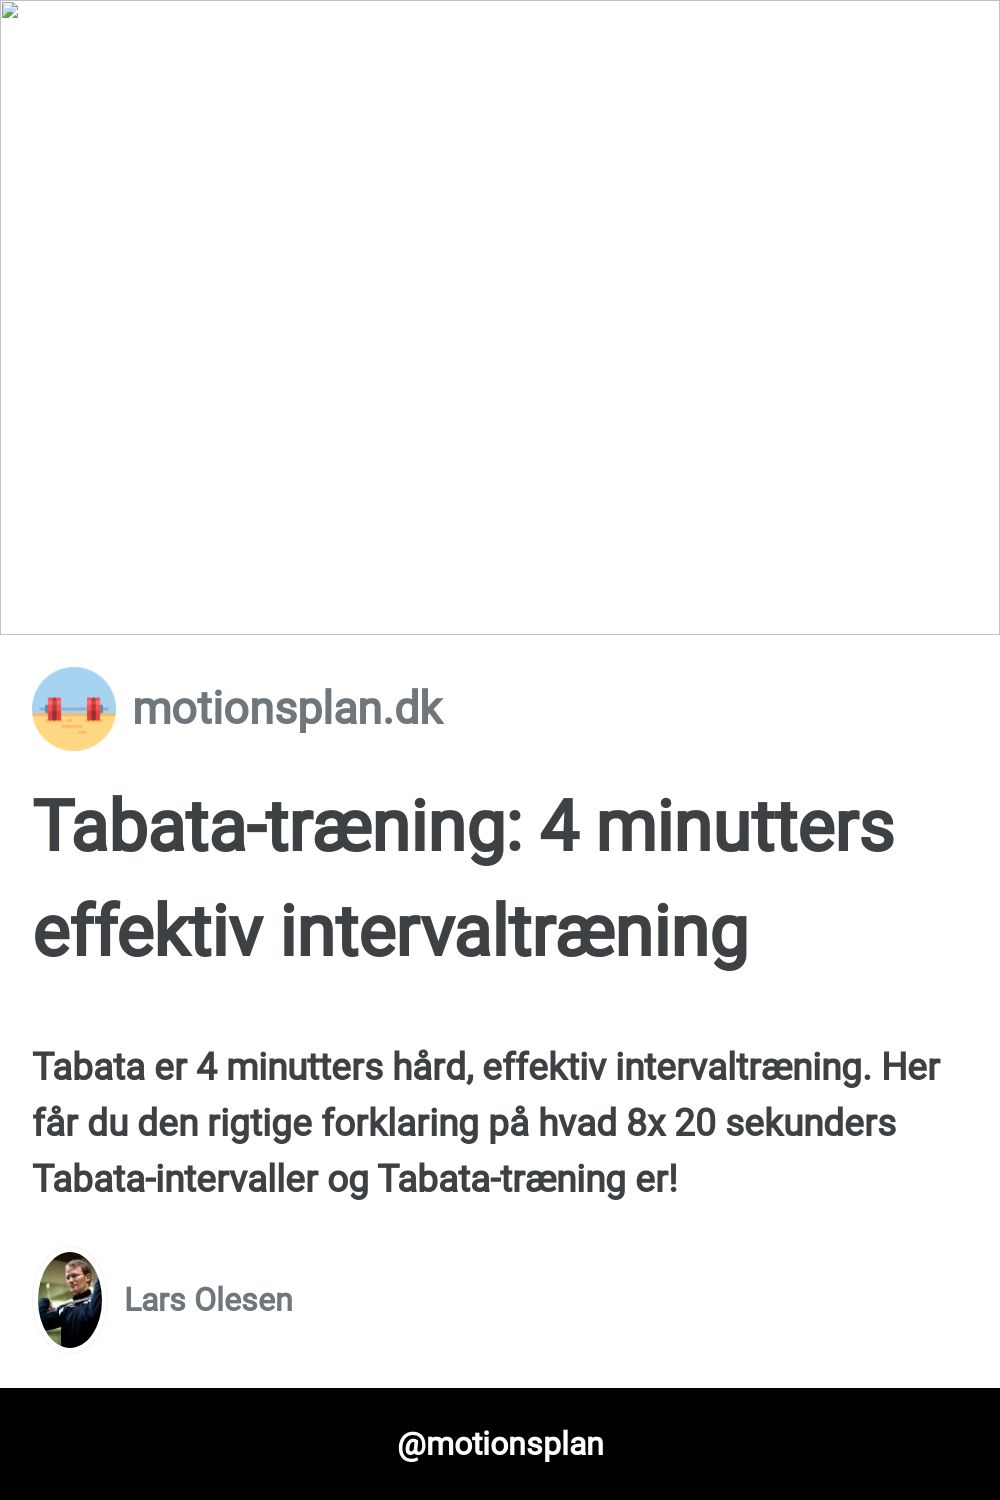 motionsplan.dk
Tabata-træning: 4 minutters
effektiv intervaltræning
Tabata er 4 minutters hård, effektiv intervaltræning. Her
får du den rigtige forklaring på hvad 8x 20 sekunders
Tabata-intervaller og Tabata-træning er!
Lars Olesen
@motionsplan